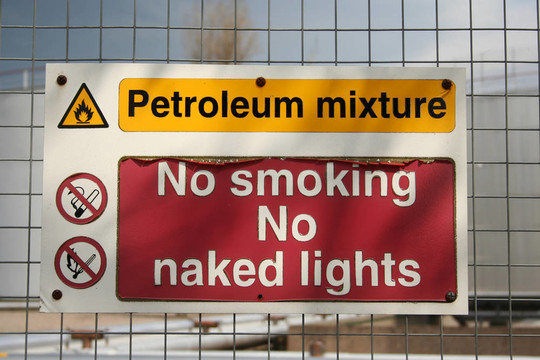 Petroleum mixture
No smoking
No
naked lights